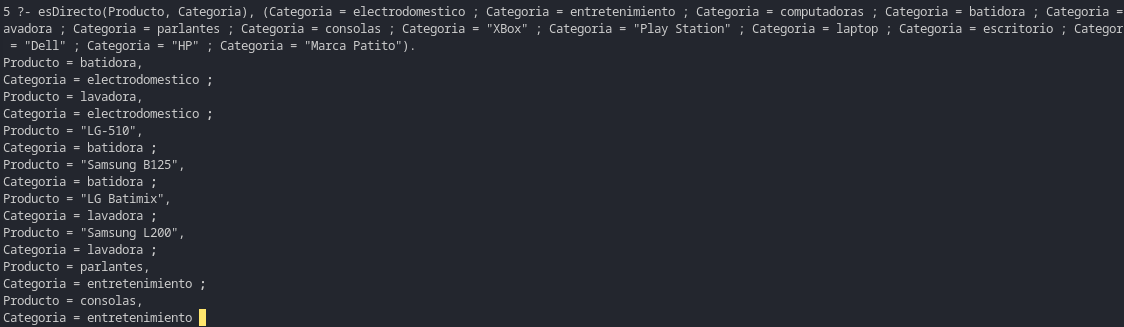 5 ?- esDirecto(Producto, Categoria), (Categoria = electrodomestico ; Categoria = entretenimiento ; Categoria = computadoras ; Categoria = batidora ; Categoria =
avadora ; Categoria = parlantes ; Categoria = consolas ; Categoria = "XBox" ; Categoria = "Play Station" ; Categoria = laptop ; Categoria = escritorio ; Categor
= "Dell" ; Categoria = "HP" ; Categoria = "Marca Patito").
Producto = batidora,
Categoria = electrodomestico ;
Producto = lavadora,
Categoria = electrodomestico ;
Producto = "LG-510",
Categoria = batidora ;
Producto = "Samsung B125",
Categoria = batidora ;
Producto = "LG Batimix",
Categoria = lavadora ;
Producto = "Samsung L200",
Categoria = lavadora ;
Producto = parlantes,
Categoria = entretenimiento ;
Producto = consolas,
Categoria = entretenimiento